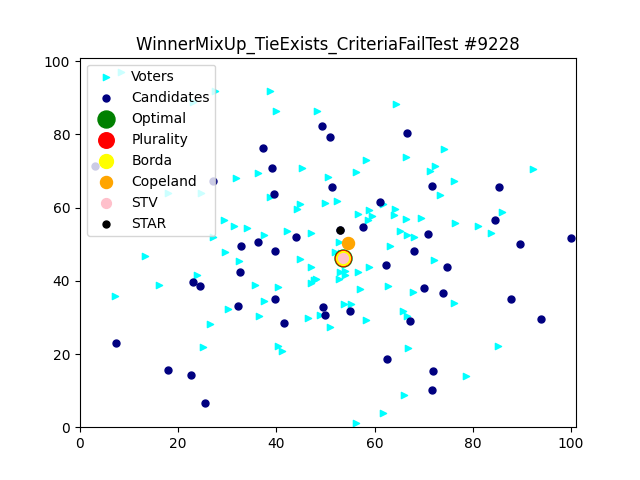 WinnerMixUp_TieExists_CriteriaFailTest #9228
100
80
60
40
20
0
Voters
Candidates
Optimal
Plurality
Borda
Copeland
STV
STAR
0 20 40 60 80 100